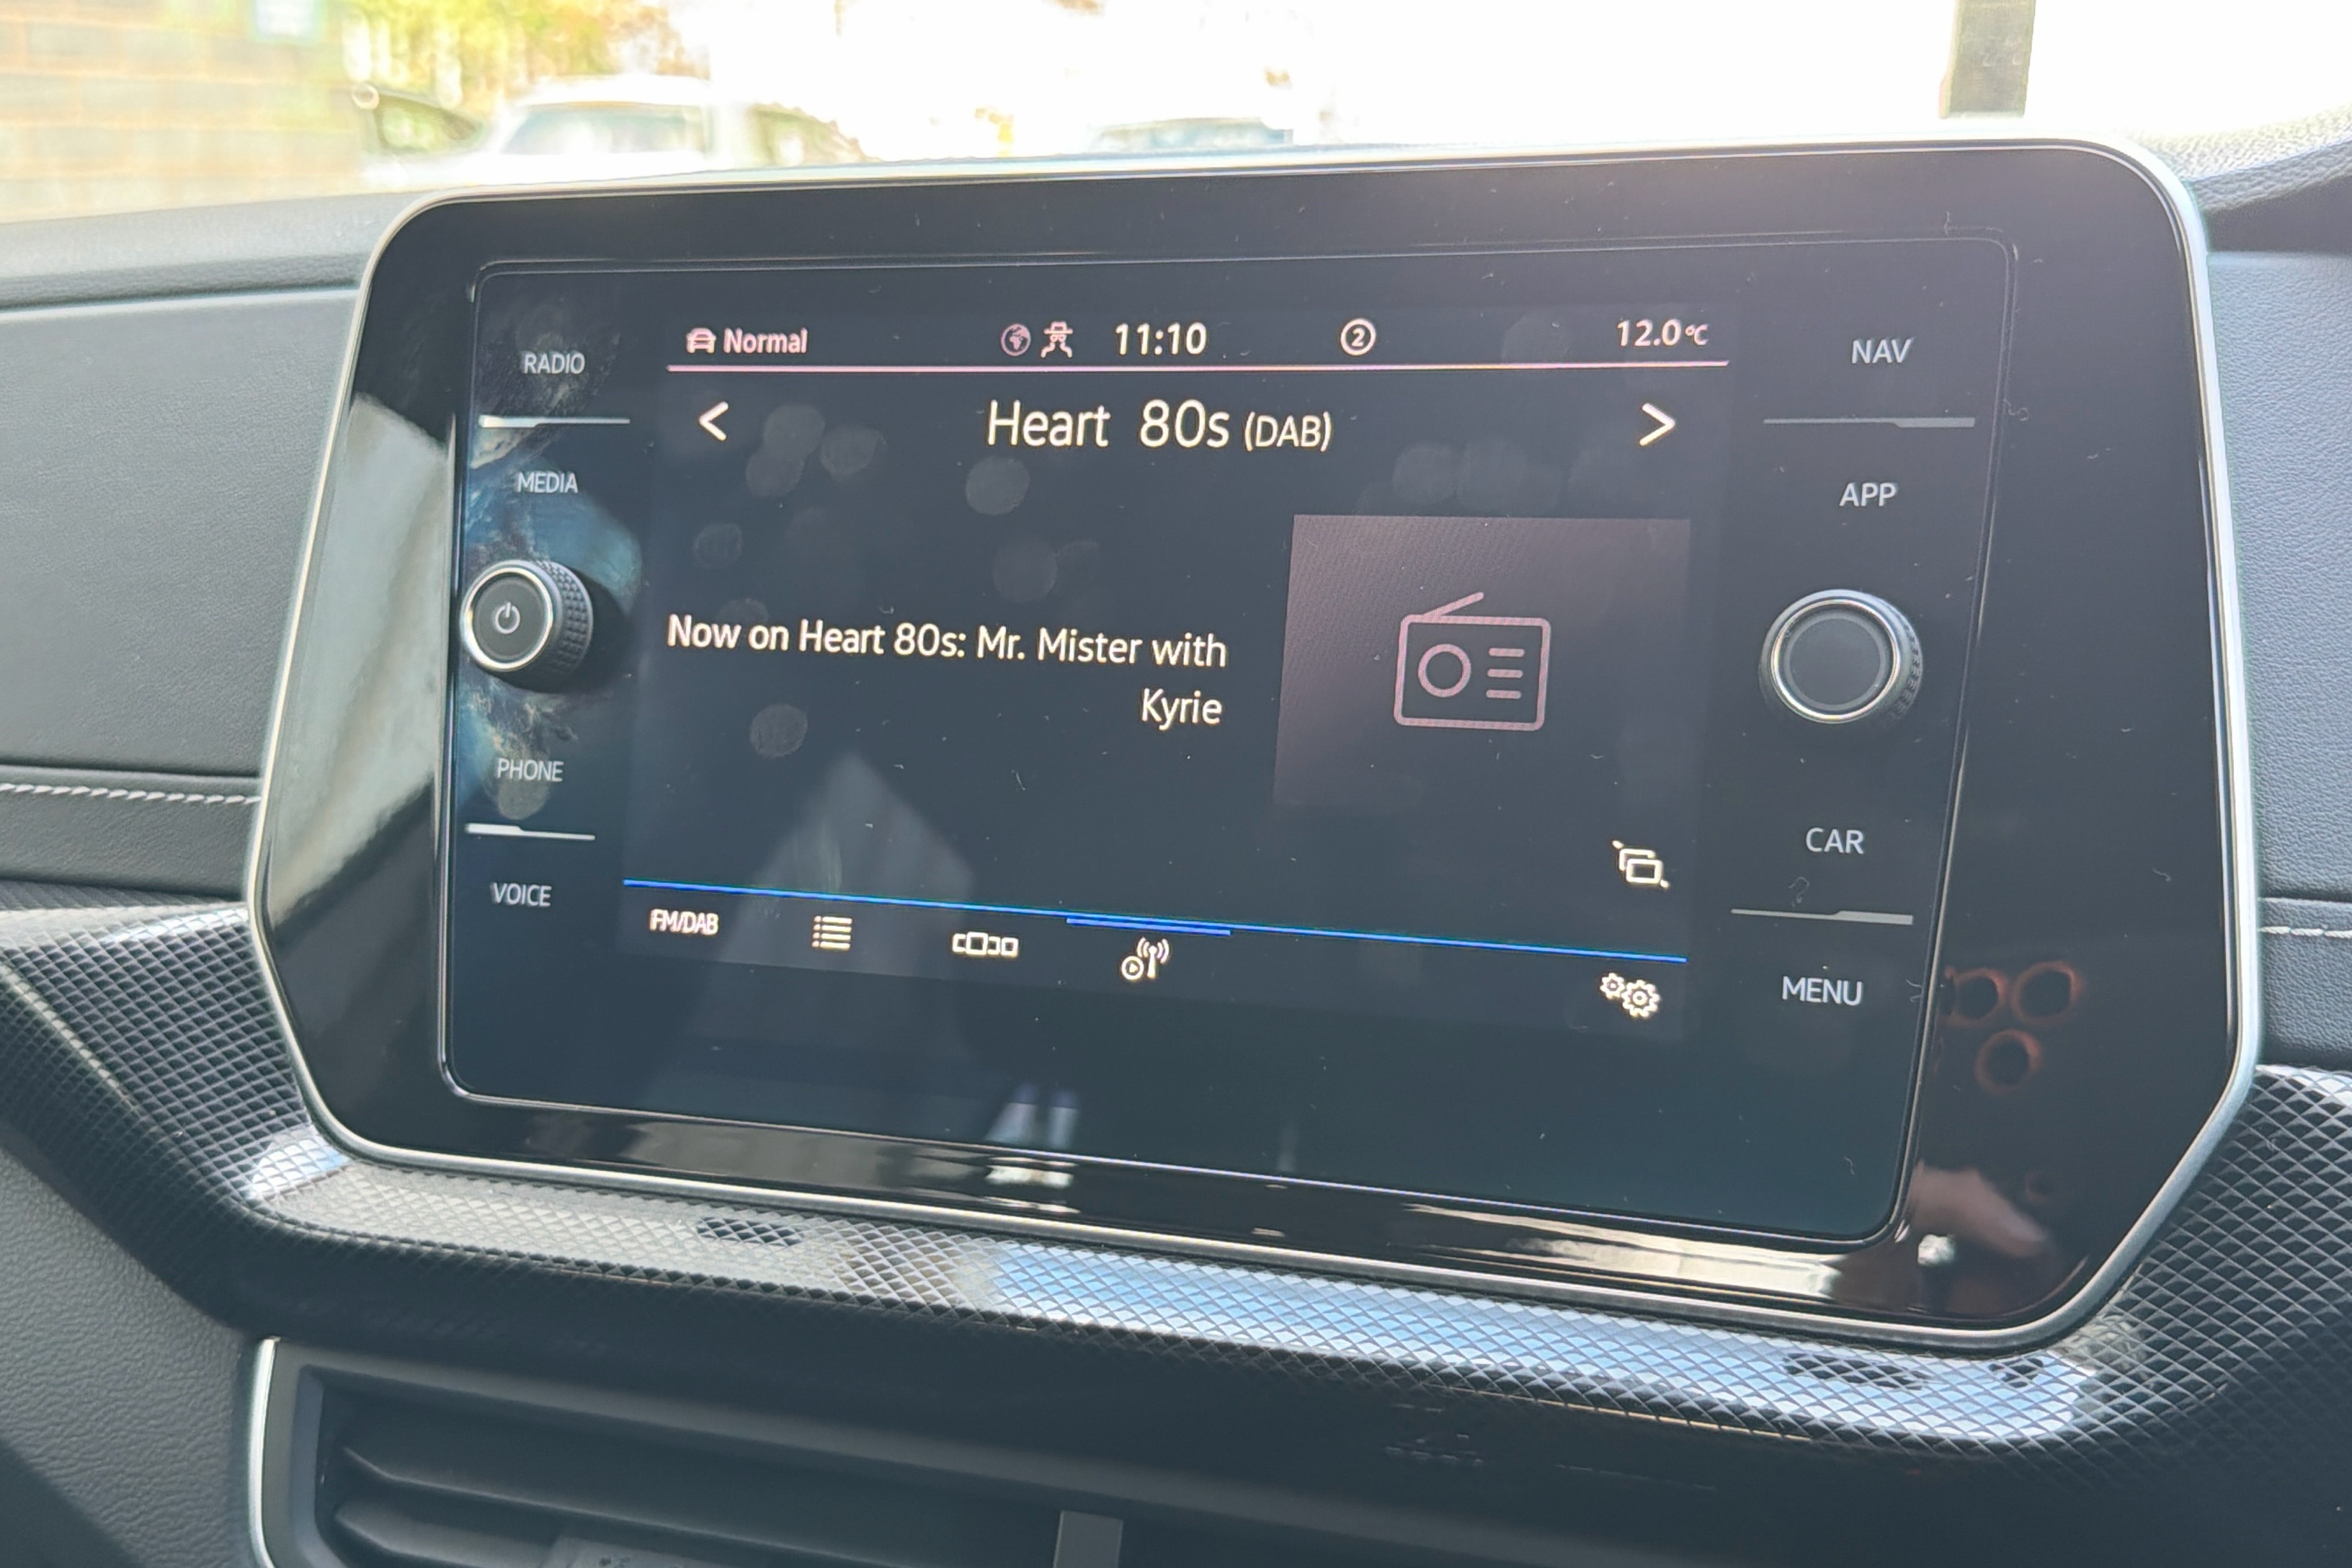 RADIO
MEDIA
PHONE
VOICE
Normal
11:10
2
12.0°C
Heart 80s (DAB)
Now on Heart 80s: Mr. Mister with
Kyrie
FM/DAB
NAV
APP
CAR
MENU